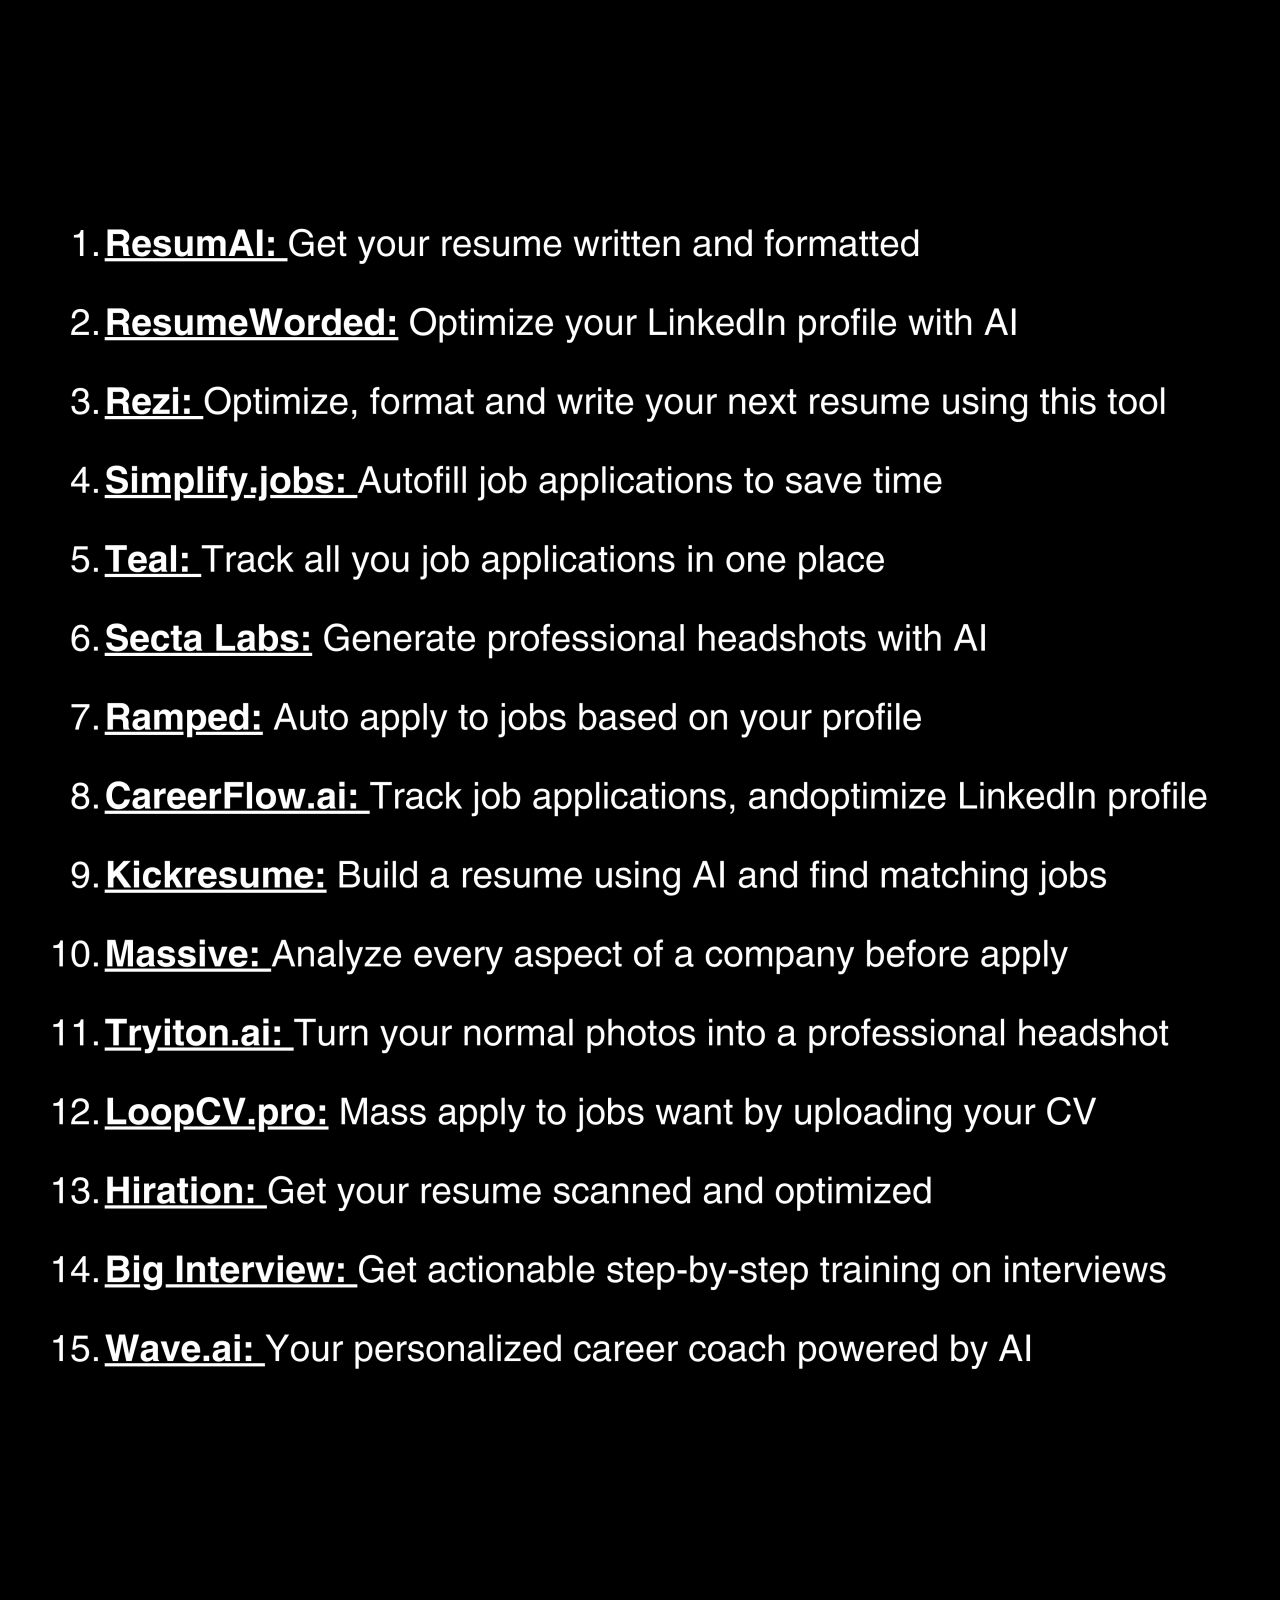 1. ResumAI: Get your resume written and formatted
2. ResumeWorded: Optimize your LinkedIn profile with AI
3. Rezi: Optimize, format and write your next resume using this tool
4. Simplify.jobs: Autofill job applications to save time
5. Teal: Track all you job applications in one place
6. Secta Labs: Generate professional headshots with AI
7. Ramped: Auto apply to jobs based on your profile
8. CareerFlow.ai: Track job applications, andoptimize LinkedIn profile
9. Kickresume: Build a resume using AI and find matching jobs
10. Massive: Analyze every aspect of a company before apply
11. Tryiton.ai: Turn your normal photos into a professional headshot
12. LoopCV.pro: Mass apply to jobs want by uploading your CV
13. Hiration: Get your resume scanned and optimized
14. Big Interview: Get actionable step-by-step training on interviews
15. Wave.ai: Your personalized career coach powered by AI